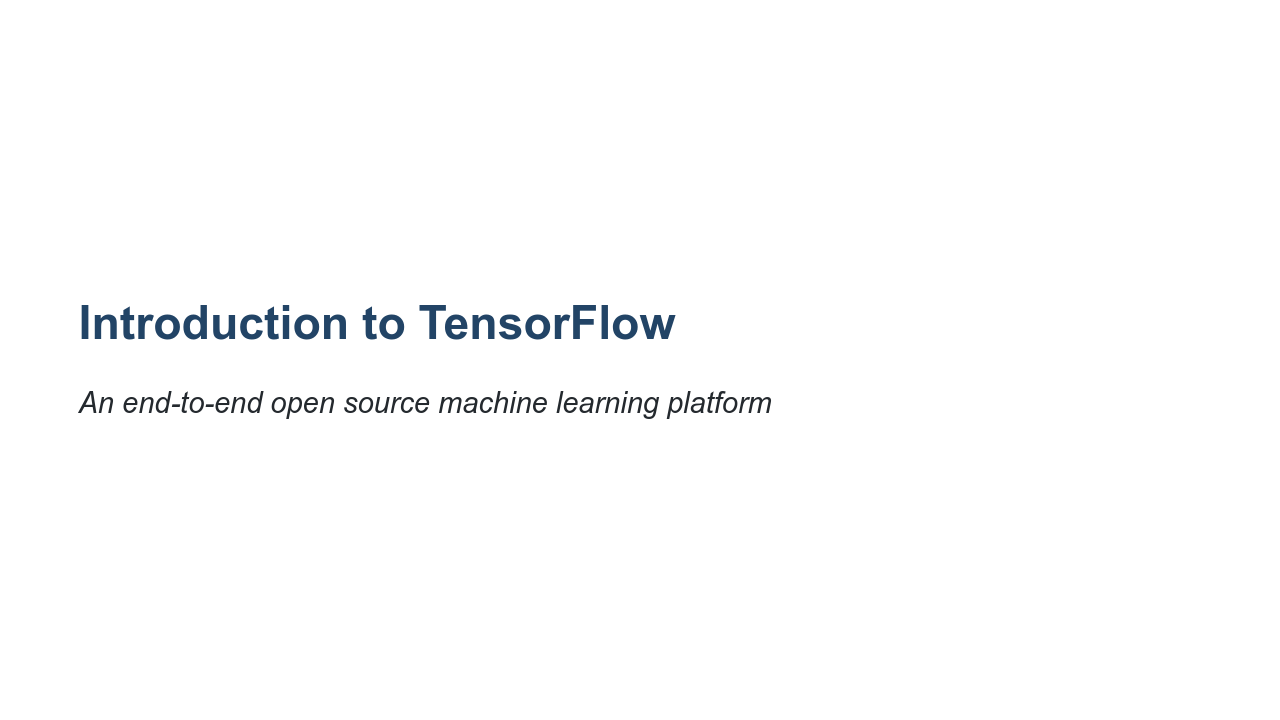 Introduction to TensorFlow
An end-to-end open source machine learning platform